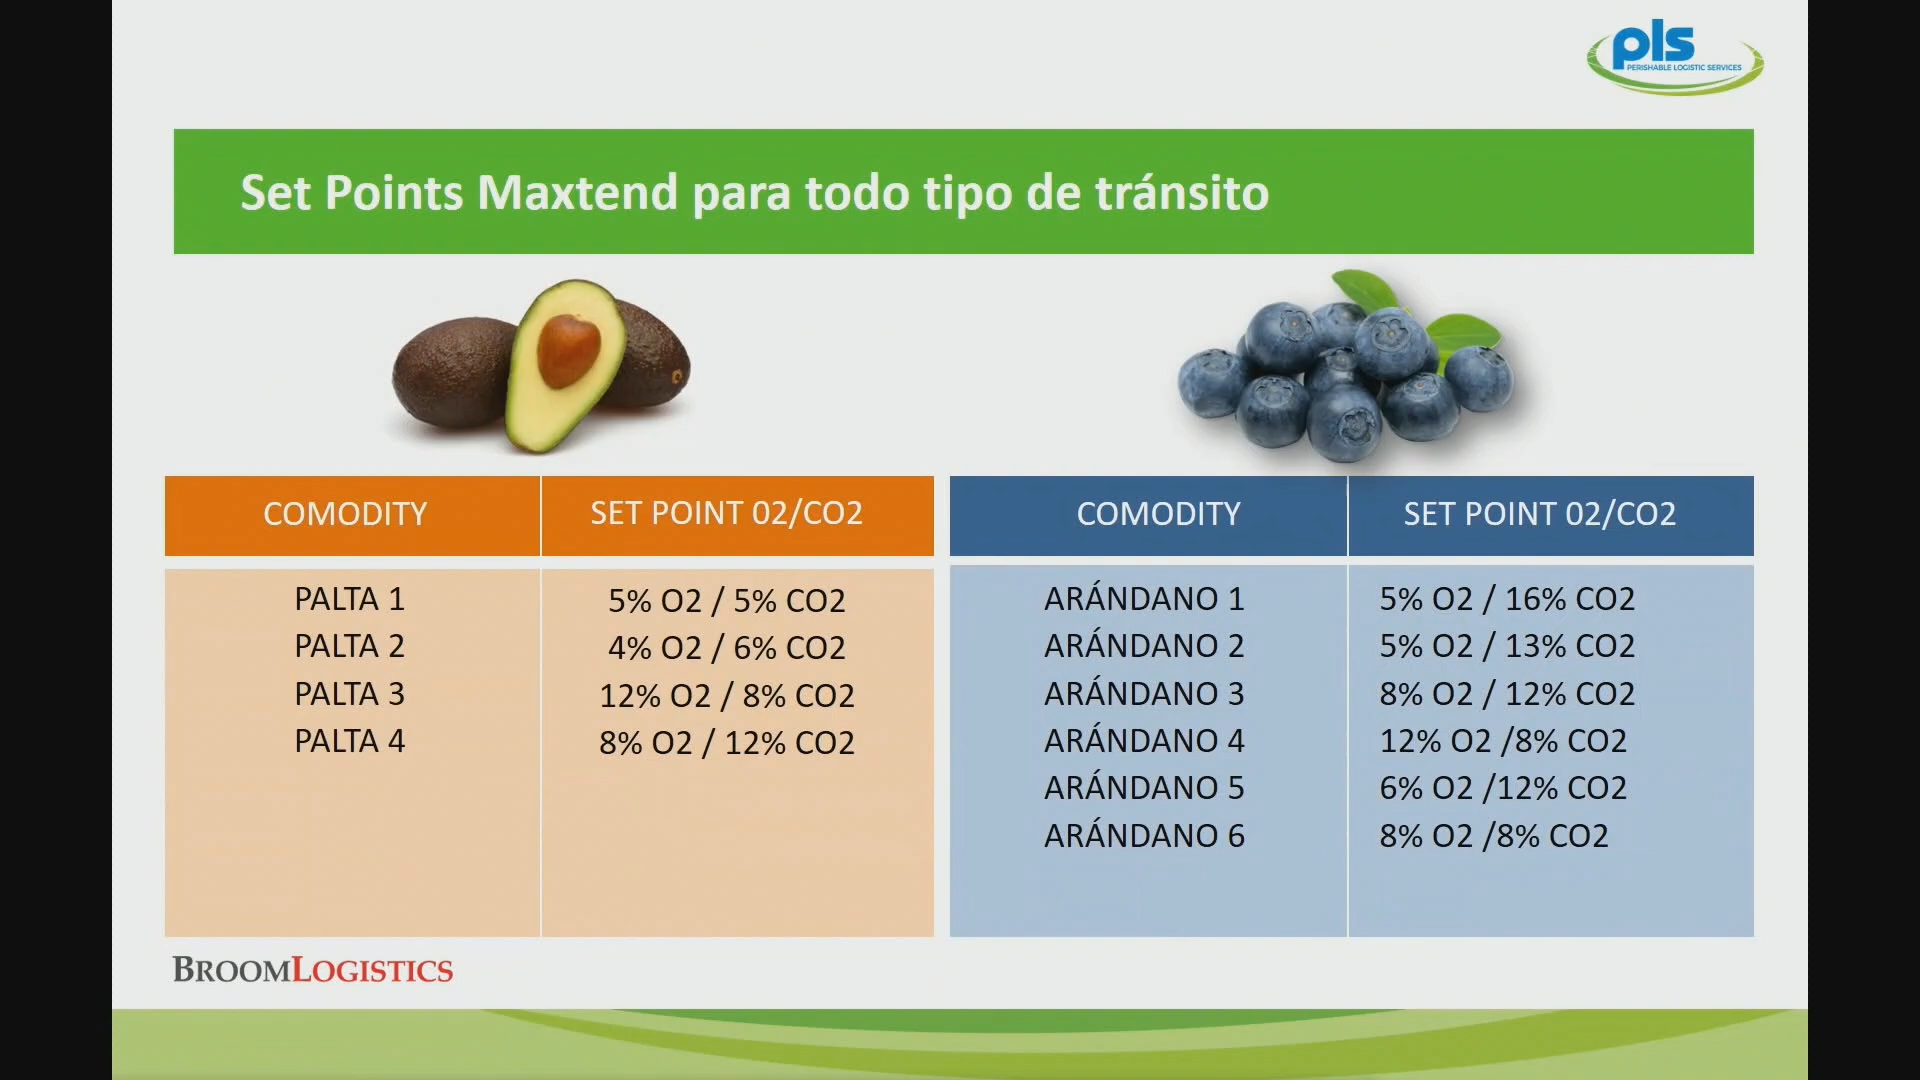 pls
PERISHABLE LOGISTIC SERVICES
Set Points Maxtend para todo tipo de tránsito
COMODITY SET POINT 02/CO2
PALTA 1 5% O2 / 5% CO2
PALTA 2 4% O2 / 6% CO2
PALTA 3 12% O2 / 8% CO2
PALTA 4 8% O2 / 12% CO2
COMODITY SET POINT 02/CO2
ARÁNDANO 1 5% O2 / 16% CO2
ARÁNDANO 2 5% O2 / 13% CO2
ARÁNDANO 3 8% O2 / 12% CO2
ARÁNDANO 4 12% O2 /8% CO2
ARÁNDANO 5 6% O2 /12% CO2
ARÁNDANO 6 8% O2 /8% CO2
BROOMLOGISTICS